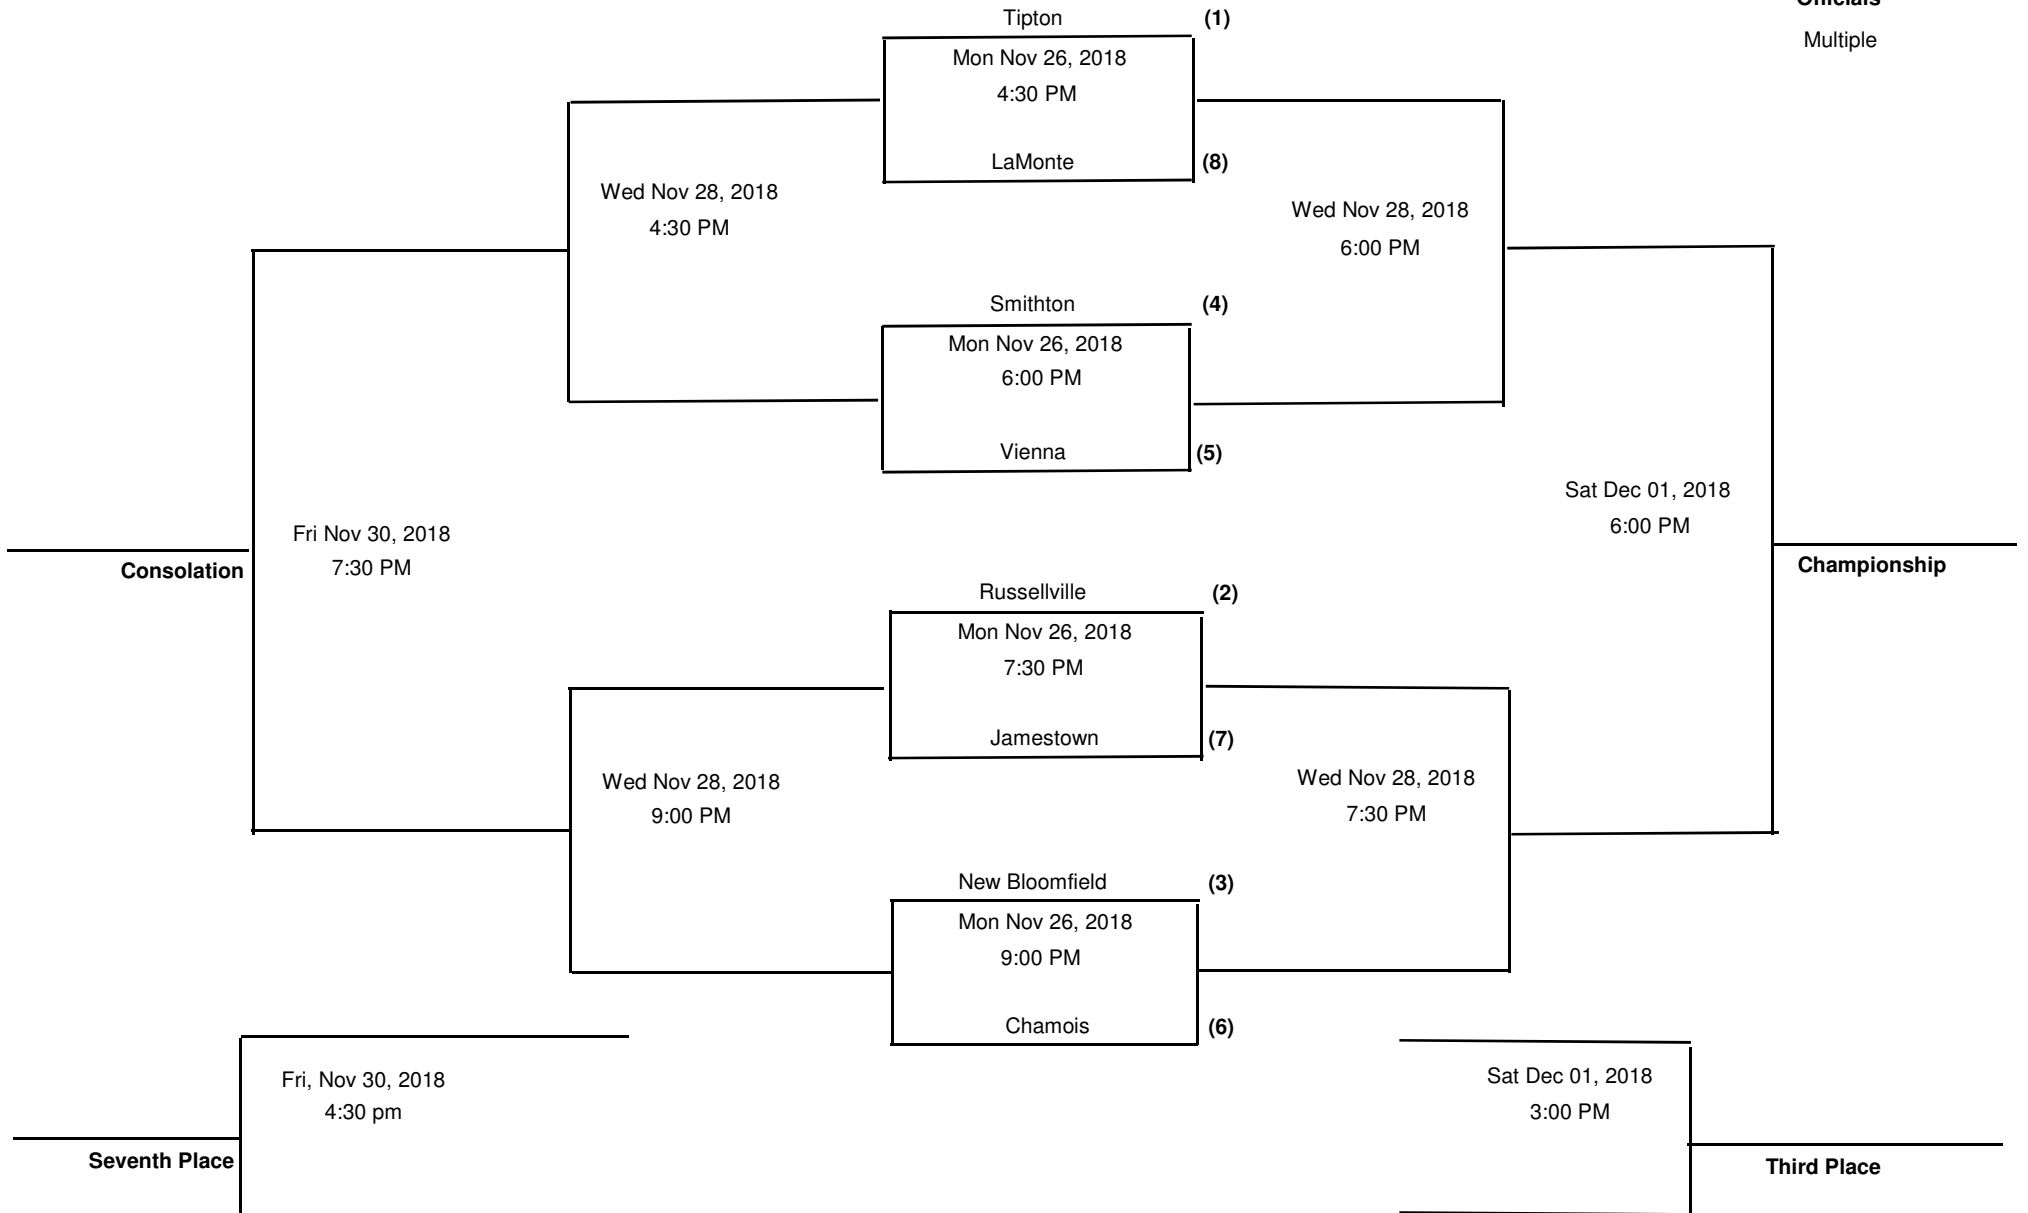 Officials
Multiple
Tipton (1)
Mon Nov 26, 2018
4:30 PM
LaMonte (8)
Wed Nov 28, 2018
4:30 PM
Wed Nov 28, 2018
6:00 PM
Smithton (4)
Mon Nov 26, 2018
6:00 PM
Vienna (5)
Fri Nov 30, 2018
7:30 PM
Consolation
Sat Dec 01, 2018
6:00 PM
Championship
Russellville (2)
Mon Nov 26, 2018
7:30 PM
Jamestown (7)
Wed Nov 28, 2018
9:00 PM
Wed Nov 28, 2018
7:30 PM
New Bloomfield (3)
Mon Nov 26, 2018
9:00 PM
Chamois (6)
Fri, Nov 30, 2018
4:30 pm
Seventh Place
Sat Dec 01, 2018
3:00 PM
Third Place